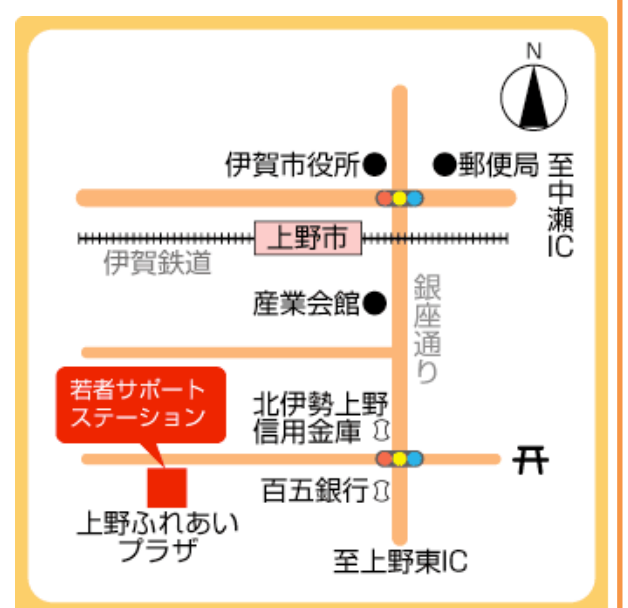 N
伊賀市役所●
●郵便局
至中瀬IC
上野市
伊賀鉄道
産業会館●
銀座通り
若者サポート
ステーション
北伊勢上野
信用金庫
百五銀行
上野ふれあい
プラザ
至上野東IC